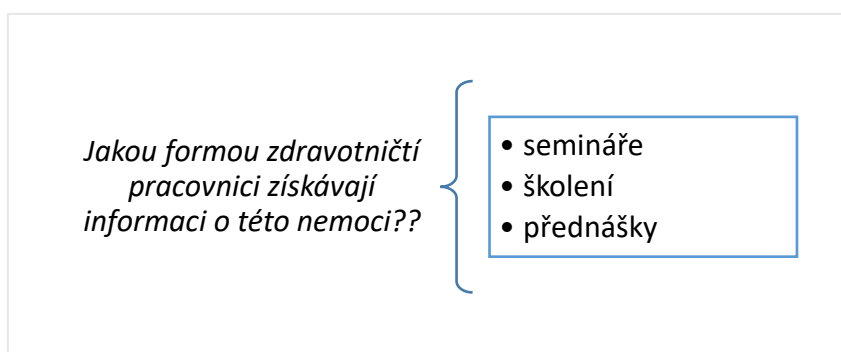 Jakou formou zdravotničtí
pracovnici získávají
informaci o této nemoci??
• semináře
• školení
• přednášky